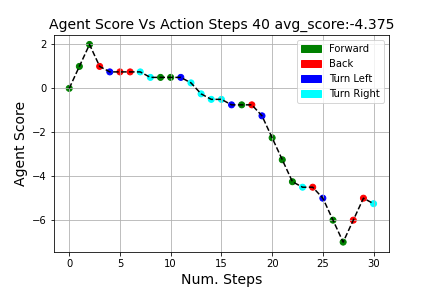 Agent Score Vs Action Steps 40 avg_score:-4.375
Forward
Back
Turn Left
Turn Right
Agent Score
2
0
−2
−4
−6
0 5 10 15 20 25 30
Num. Steps